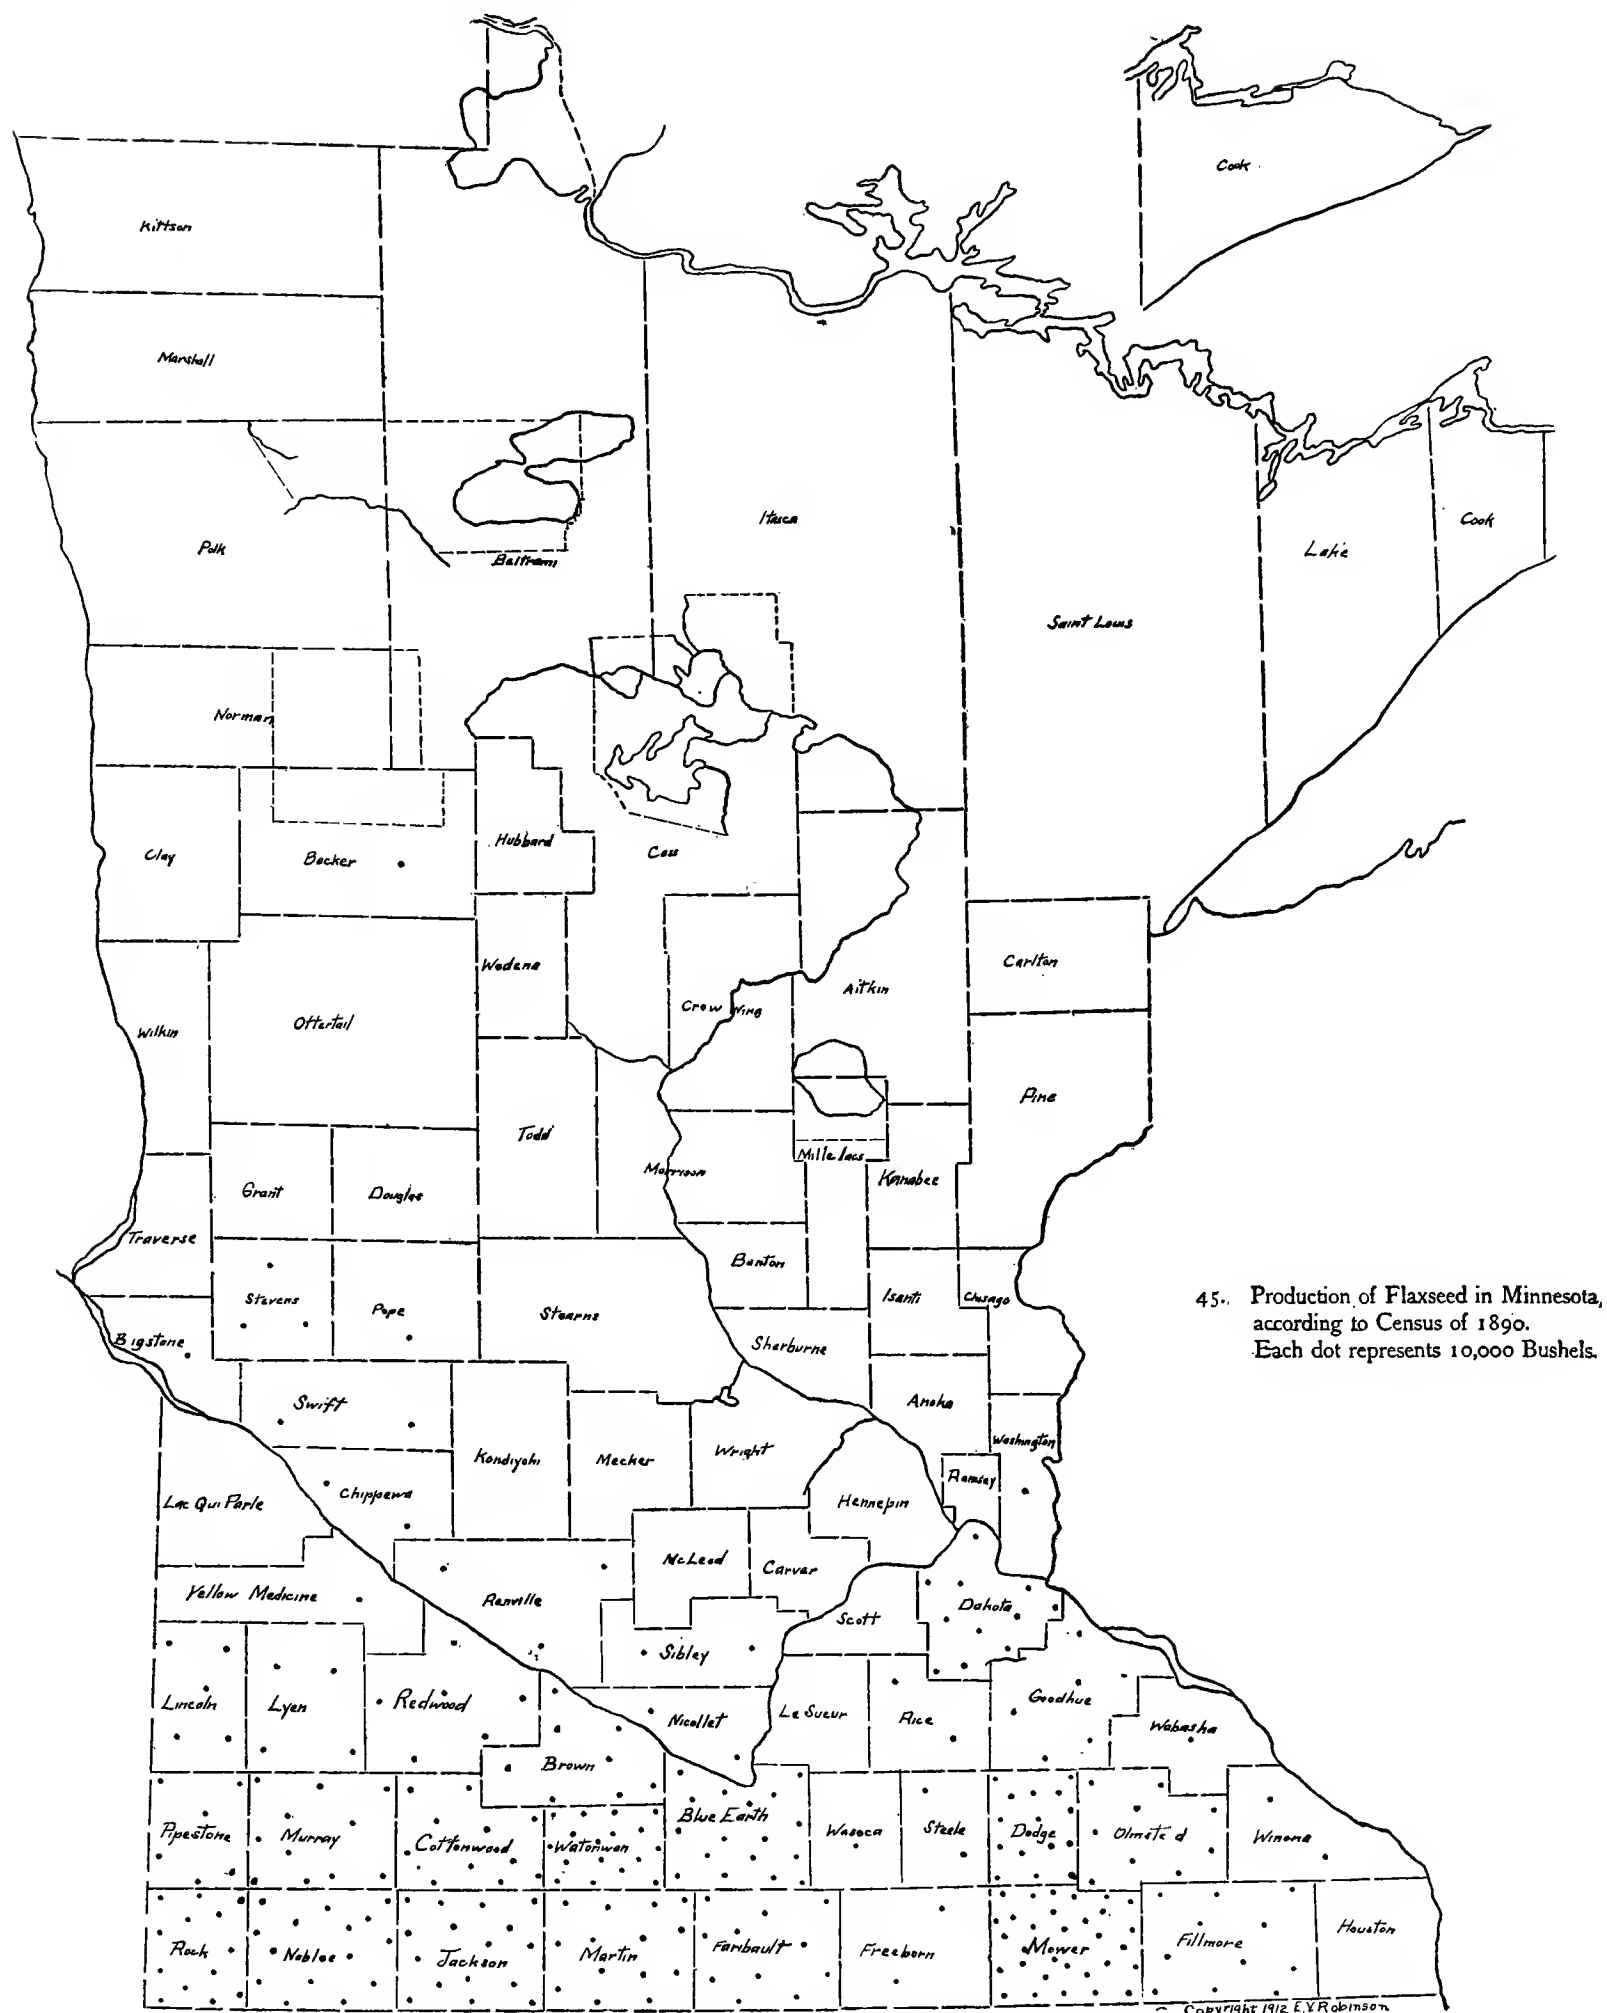 Cook
Kittson
Marshall
Itasca
Polk
Beltrami
Lake
Cook
Saint Louis
Norman
Clay
Becker
Hubbard
Cass
Wadena
Carlton
Aitkin
Crow Wing
Ottertail
Wilkin
Pine
Todd
Mille lacs
Morrison
Kanabec
Grant
Douglas
Traverse
Benton
Stevens
Pope
Stearns
Isanti
Chisago
45. Production of Flaxseed in Minnesota,
according to Census of 1890.
Each dot represents 10,000 Bushels.
Bigstone
Sherburne
Swift
Anoka
Washington
Kandiyohi
Meeker
Wright
Ramsey
Lac Qui Parle
Chippewa
Hennepin
McLeod
Carver
Yellow Medicine
Renville
Dakota
Scott
Sibley
Lincoln
Lyon
Redwood
Nicollet
Le Sueur
Rice
Goodhue
Wabasha
Brown
Pipestone
Murray
Cottonwood
Watonwan
Blue Earth
Waseca
Steele
Dodge
Olmsted
Winona
Rock
Nobles
Jackson
Martin
Faribault
Freeborn
Mower
Fillmore
Houston
Copyright 1912 E.V. Robinson